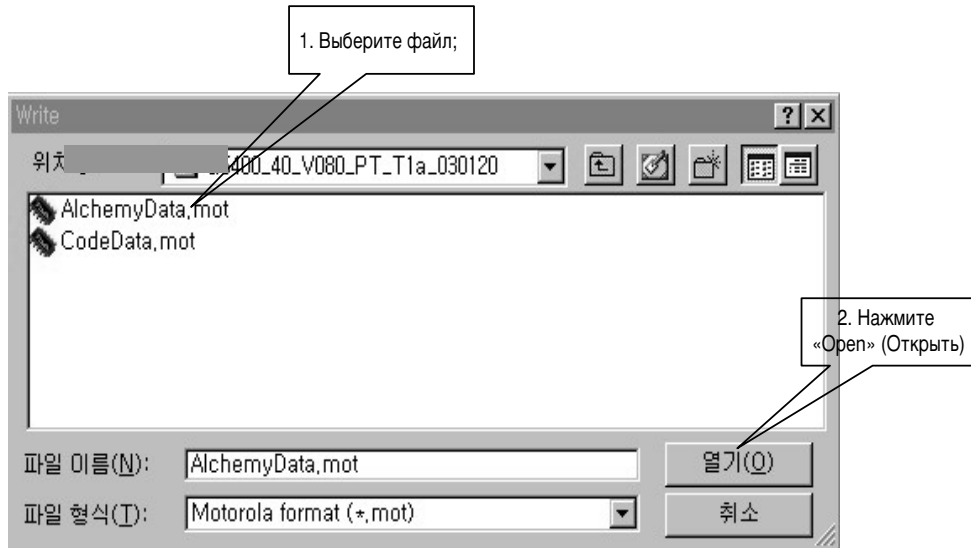 1. Выберите файл;
Write
위치
5400_40_V080_PT_T1a_030120
AlchemyData,mot
CodeData,mot
2. Нажмите
«Open» (Открыть)
파일 이름(N):
AlchemyData,mot
열기(O)
파일 형식(T):
Motorola format (*,mot)
취소